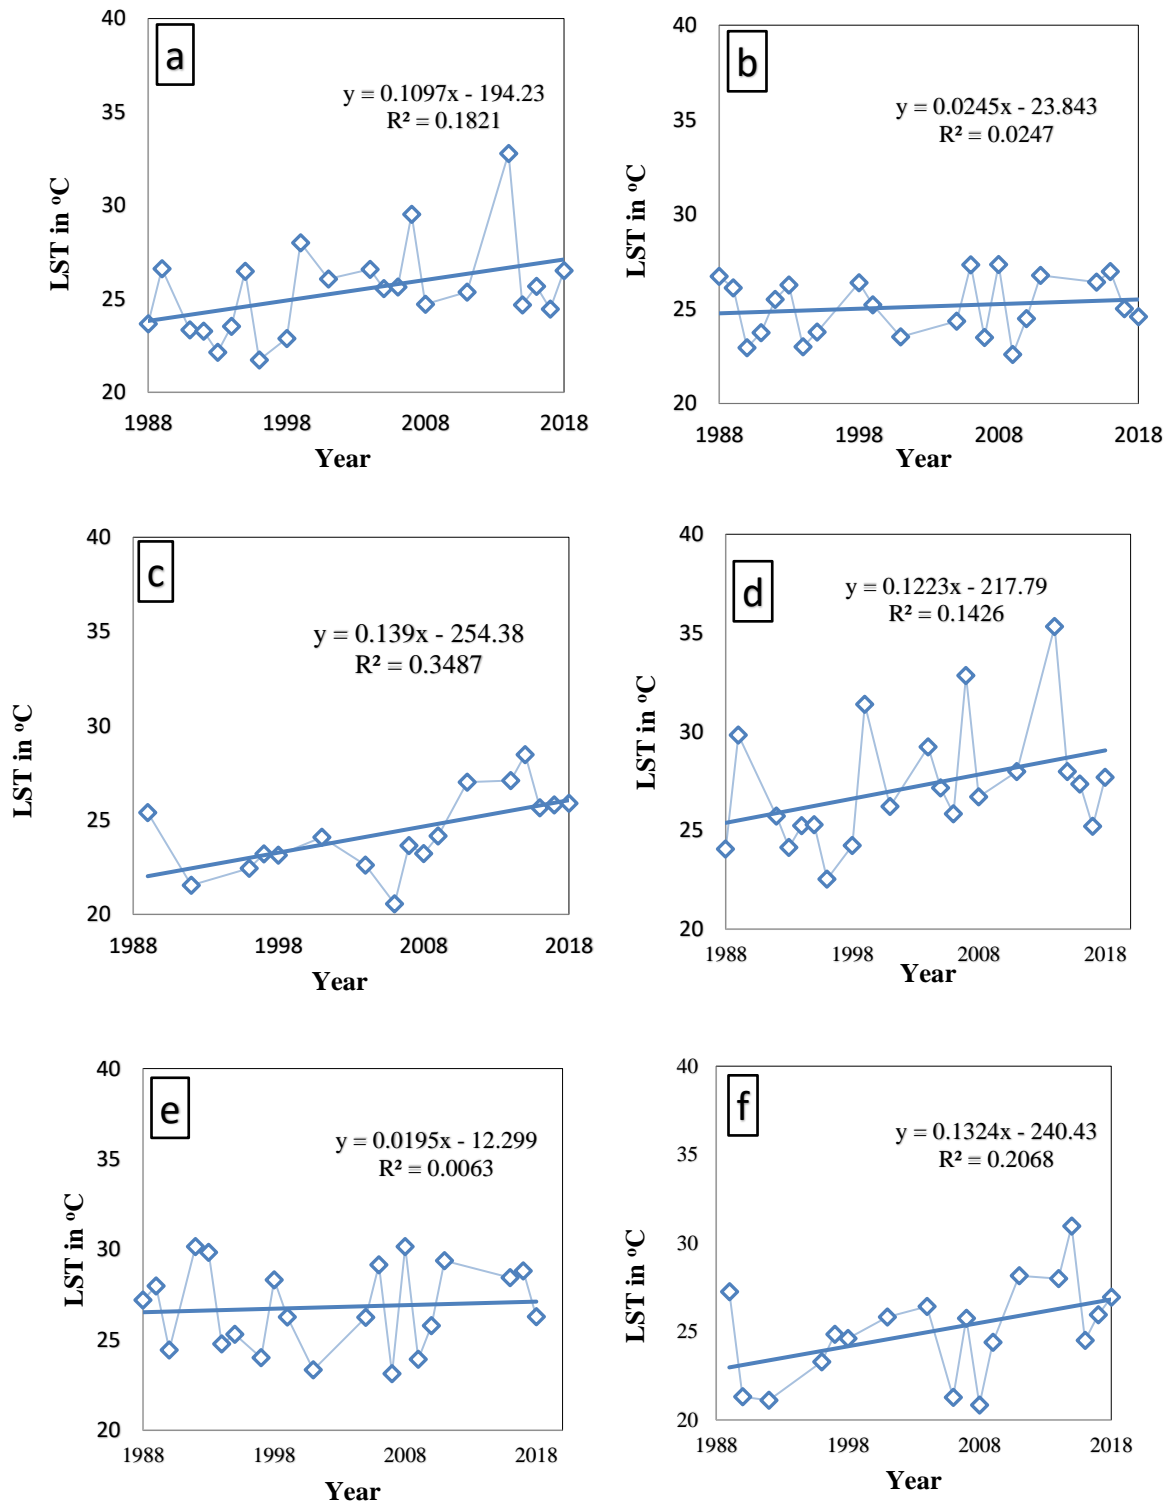 a
y = 0.1097x - 194.23
R² = 0.1821
40
35
30
25
20
LST in ºC
1988 1998 2008 2018
Year
b
y = 0.0245x - 23.843
R² = 0.0247
40
35
30
25
20
LST in ºC
1988 1998 2008 2018
Year
c
y = 0.139x - 254.38
R² = 0.3487
40
35
30
25
20
LST in ºC
1988 1998 2008 2018
Year
d
y = 0.1223x - 217.79
R² = 0.1426
40
35
30
25
20
LST in ºC
1988 1998 2008 2018
Year
e
y = 0.0195x - 12.299
R² = 0.0063
40
35
30
25
20
LST in ºC
1988 1998 2008 2018
Year
f
y = 0.1324x - 240.43
R² = 0.2068
40
35
30
25
20
LST in ºC
1988 1998 2008 2018
Year